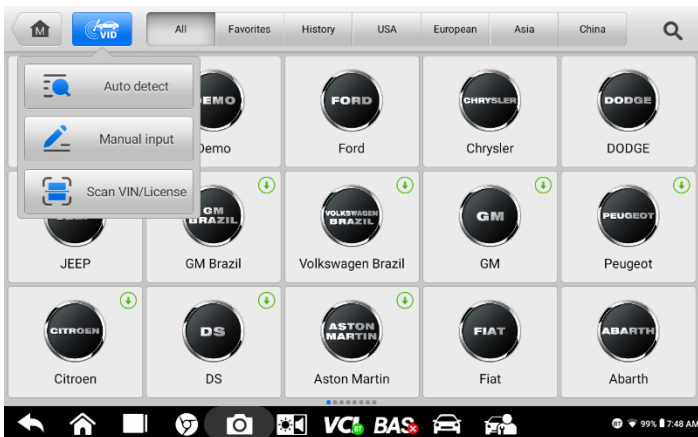 M
VID
All
Favorites
History
USA
European
Asia
China
Auto detect
Manual input
Scan VIN/License
EMO
Demo
FORD
Ford
CHRYSLER
Chrysler
DODGE
DODGE
JEEP
GM
BRAZIL
GM Brazil
VOLKSWAGEN
BRAZIL
Volkswagen Brazil
GM
GM
PEUGEOT
Peugeot
CITROEN
Citroen
DS
DS
ASTON
MARTIN
Aston Martin
FIAT
Fiat
ABARTH
Abarth
VCI
BAS
99%
7:48 AM